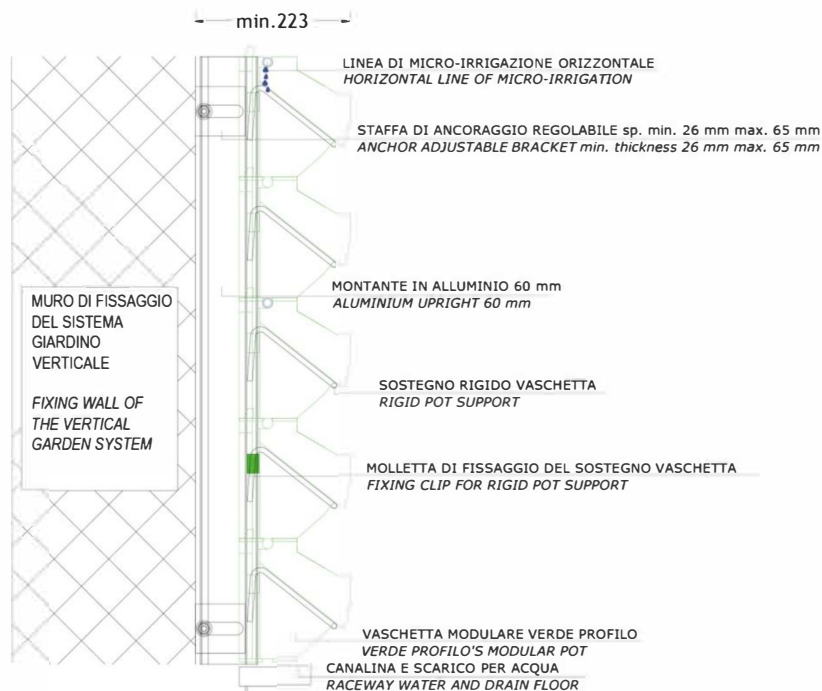 min.223
LINEA DI MICRO-IRRIGAZIONE ORIZZONTALE
HORIZONTAL LINE OF MICRO-IRRIGATION
STAFFA DI ANCORAGGIO REGOLABILE sp. min. 26 mm max. 65 mm
ANCHOR ADJUSTABLE BRACKET min. thickness 26 mm max. 65 mm
MONTANTE IN ALLUMINIO 60 mm
ALUMINIUM UPRIGHT 60 mm
MURO DI FISSAGGIO
DEL SISTEMA
GIARDINO
VERTICALE
FIXING WALL OF
THE VERTICAL
GARDEN SYSTEM
SOSTEGNO RIGIDO VASCHETTA
RIGID POT SUPPORT
MOLLETTA DI FISSAGGIO DEL SOSTEGNO VASCHETTA
FIXING CLIP FOR RIGID POT SUPPORT
VASCHETTA MODULARE VERDE PROFILO
VERDE PROFILO'S MODULAR POT
CANALINA E SCARICO PER ACQUA
RACEWAY WATER AND DRAIN FLOOR